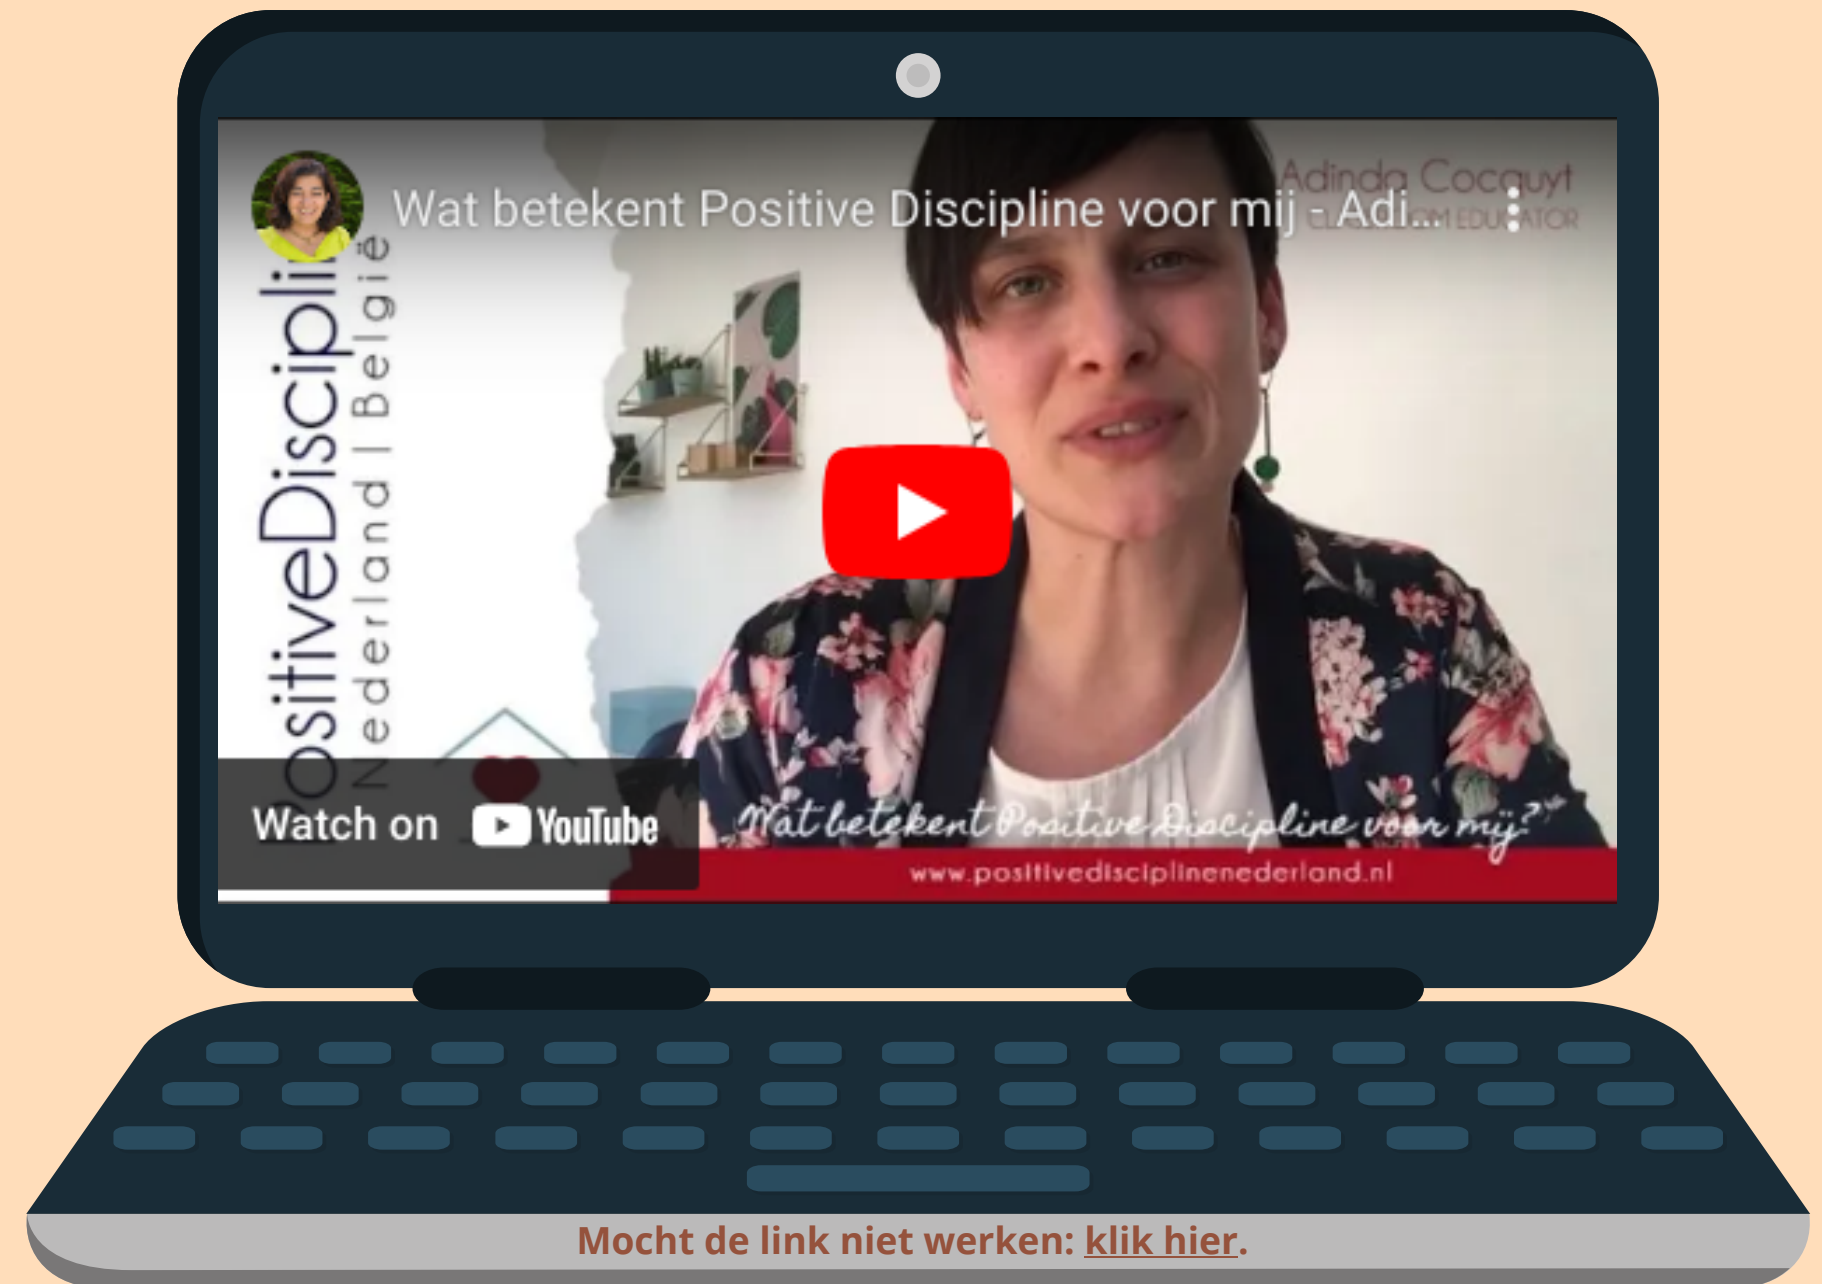 Adinda Cocquyt
Wat betekent Positive Discipline voor mij - Adi...
PositiveDisciplin
Nederland | België
Watch on YouTube
Wat betekent Positive Discipline voor mij?
www.positivedisciplinenederland.nl
Mocht de link niet werken: klik hier.